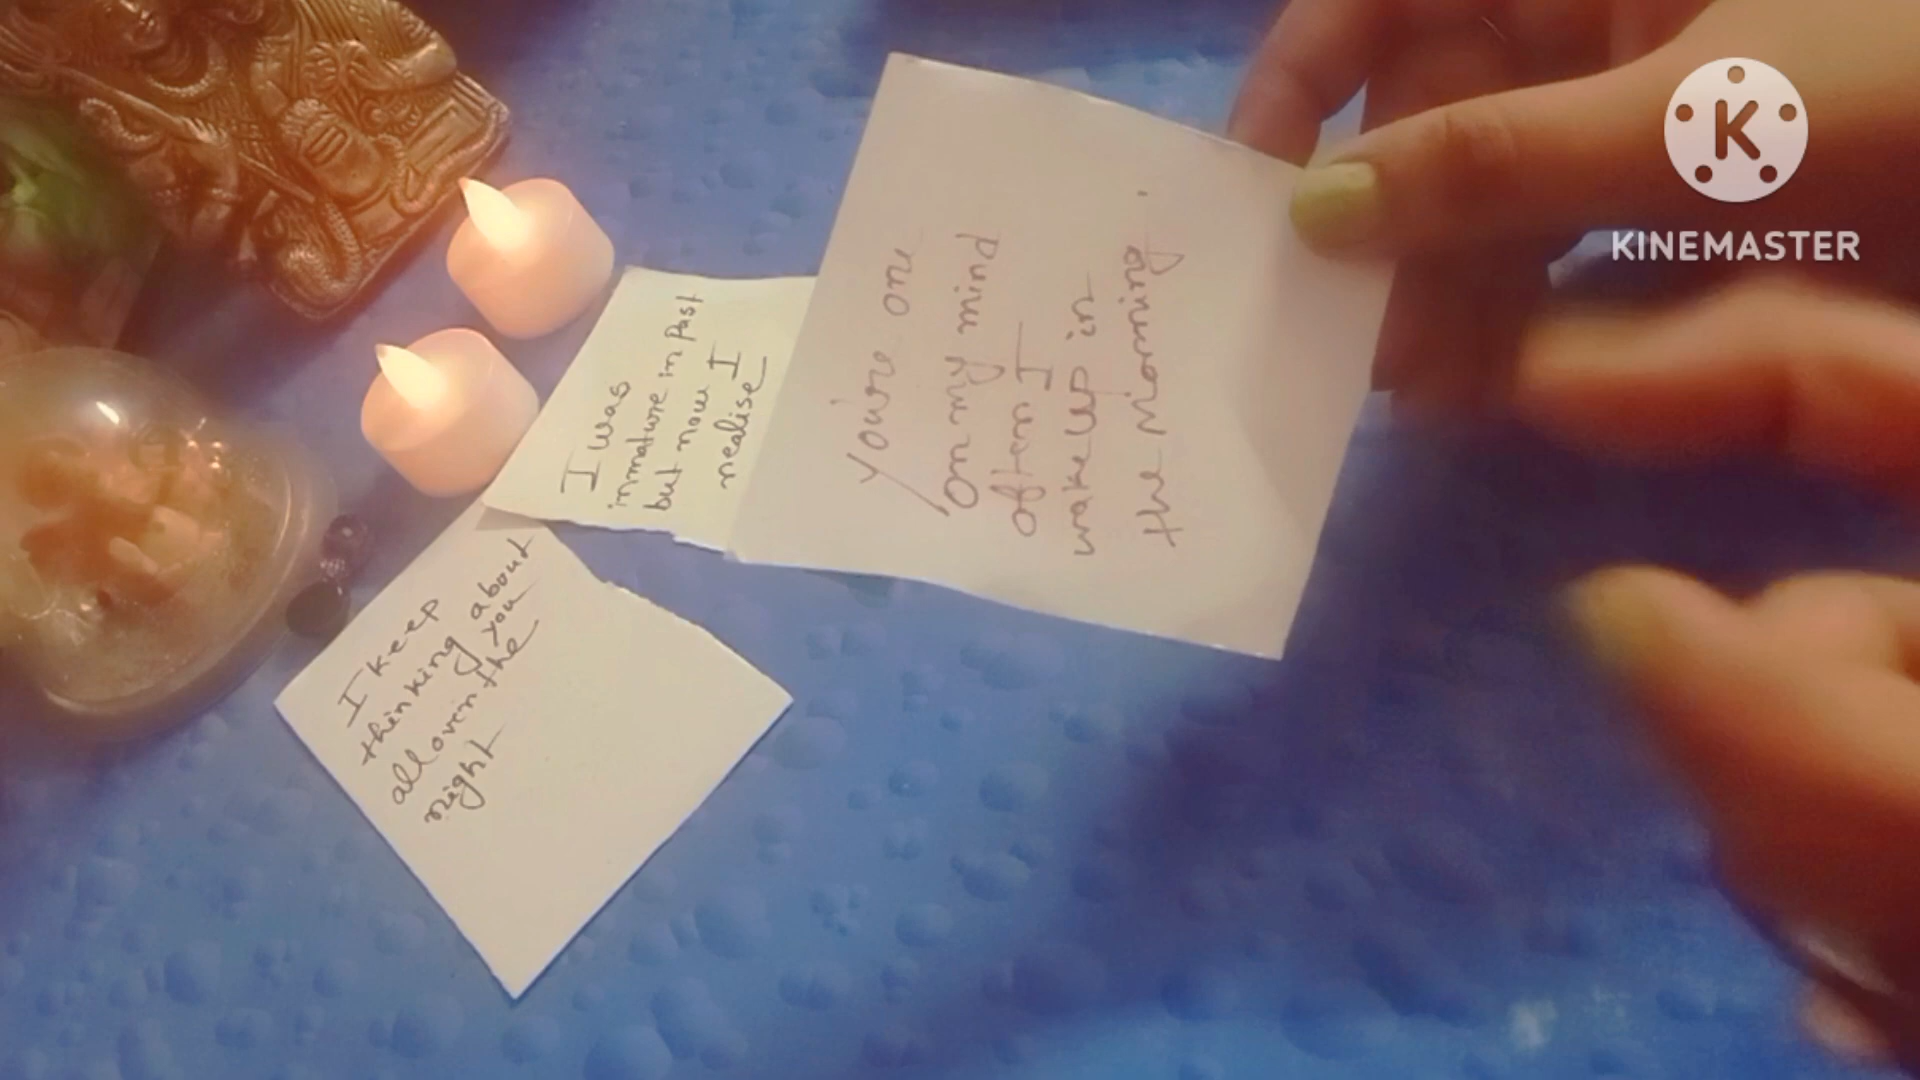 You're one
on my mind
often I
wake up in
the Morning.
I was
immature in Past
but now I
realise
I keep
thinking about
all over the you
night
KINEMASTER